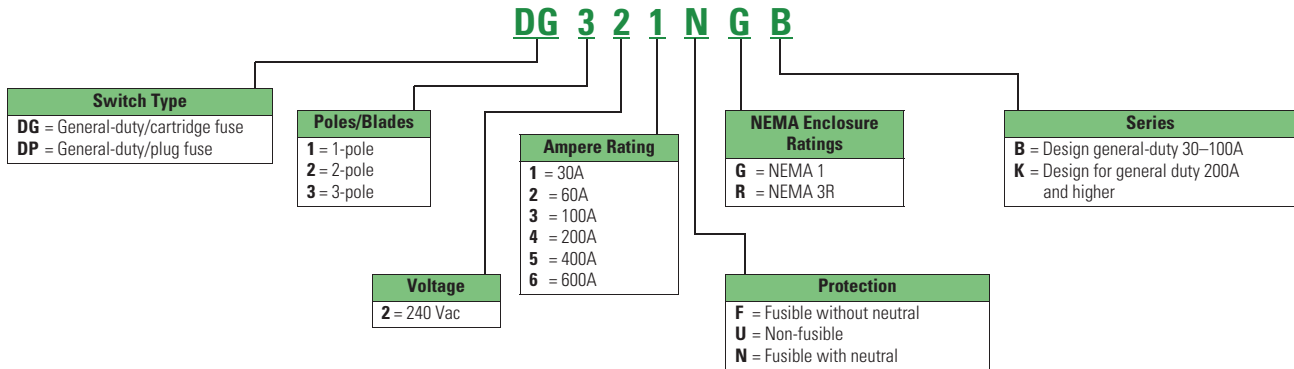 DG 3 2 1 N G B
Switch Type
DG = General-duty/cartridge fuse
DP = General-duty/plug fuse
Poles/Blades
1 = 1-pole
2 = 2-pole
3 = 3-pole
Voltage
2 = 240 Vac
Ampere Rating
1 = 30A
2 = 60A
3 = 100A
4 = 200A
5 = 400A
6 = 600A
NEMA Enclosure
Ratings
G = NEMA 1
R = NEMA 3R
Protection
F = Fusible without neutral
U = Non-fusible
N = Fusible with neutral
Series
B = Design general-duty 30–100A
K = Design for general duty 200A
and higher